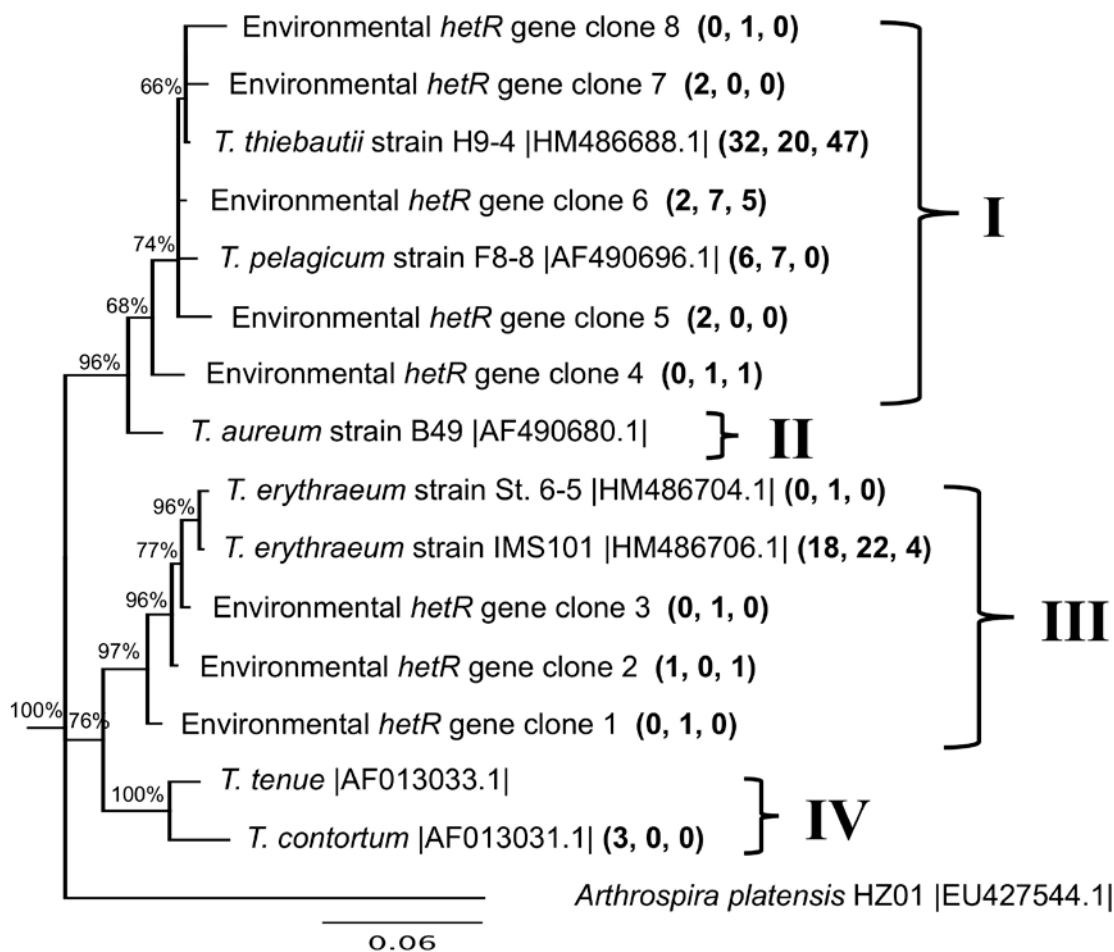 Environmental hetR gene clone 8 (0, 1, 0)
66%
Environmental hetR gene clone 7 (2, 0, 0)
T. thiebautii strain H9-4 |HM486688.1| (32, 20, 47)
Environmental hetR gene clone 6 (2, 7, 5)
I
74%
T. pelagicum strain F8-8 |AF490696.1| (6, 7, 0)
68%
Environmental hetR gene clone 5 (2, 0, 0)
96%
Environmental hetR gene clone 4 (0, 1, 1)
T. aureum strain B49 |AF490680.1|
II
T. erythraeum strain St. 6-5 |HM486704.1| (0, 1, 0)
96%
77%
T. erythraeum strain IMS101 |HM486706.1| (18, 22, 4)
96%
Environmental hetR gene clone 3 (0, 1, 0)
III
97%
Environmental hetR gene clone 2 (1, 0, 1)
100%
76%
Environmental hetR gene clone 1 (0, 1, 0)
T. tenue |AF013033.1|
100%
IV
T. contortum |AF013031.1| (3, 0, 0)
Arthrospira platensis HZ01 |EU427544.1|
0.06